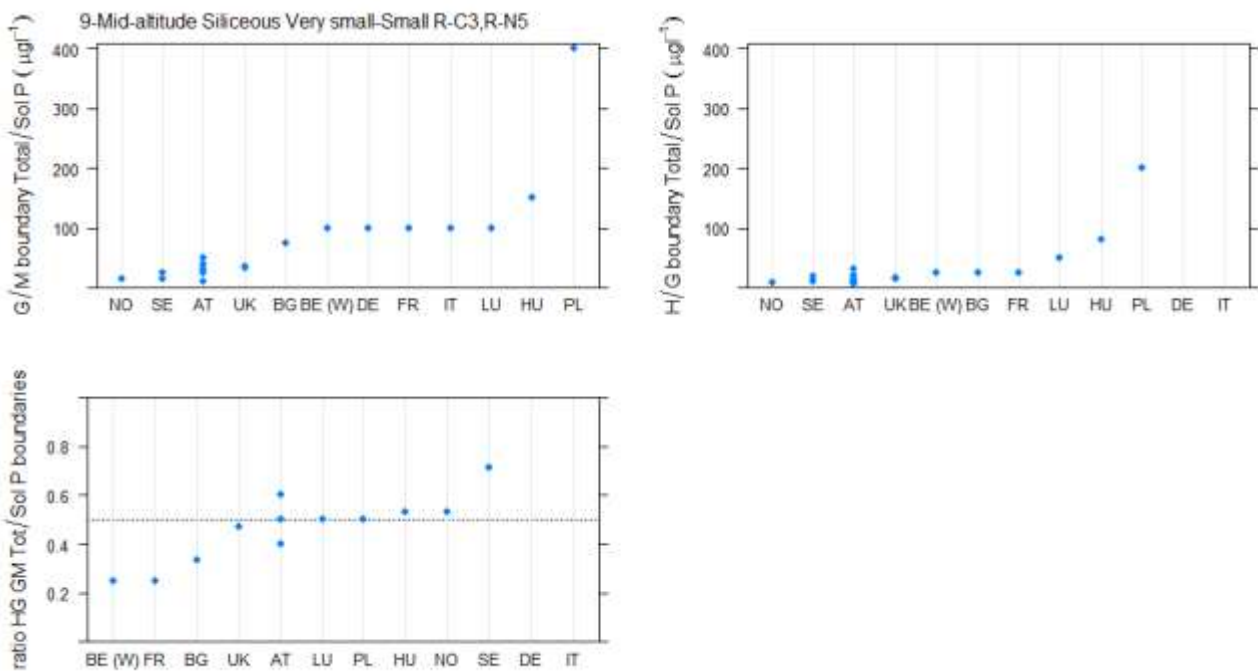 9-Mid-altitude Siliceous Very small-Small R-C3,R-N5
G/M boundary Total/Sol P ( µgl⁻¹)
400
300
200
100
NO SE AT UK BG BE (W) DE FR IT LU HU PL
H/G boundary Total/Sol P ( µgl⁻¹)
400
300
200
100
NO SE AT UK BE (W) BG FR LU HU PL DE IT
ratio HG GM Tot/Sol P boundaries
0.8
0.6
0.4
0.2
BE (W) FR BG UK AT LU PL HU NO SE DE IT